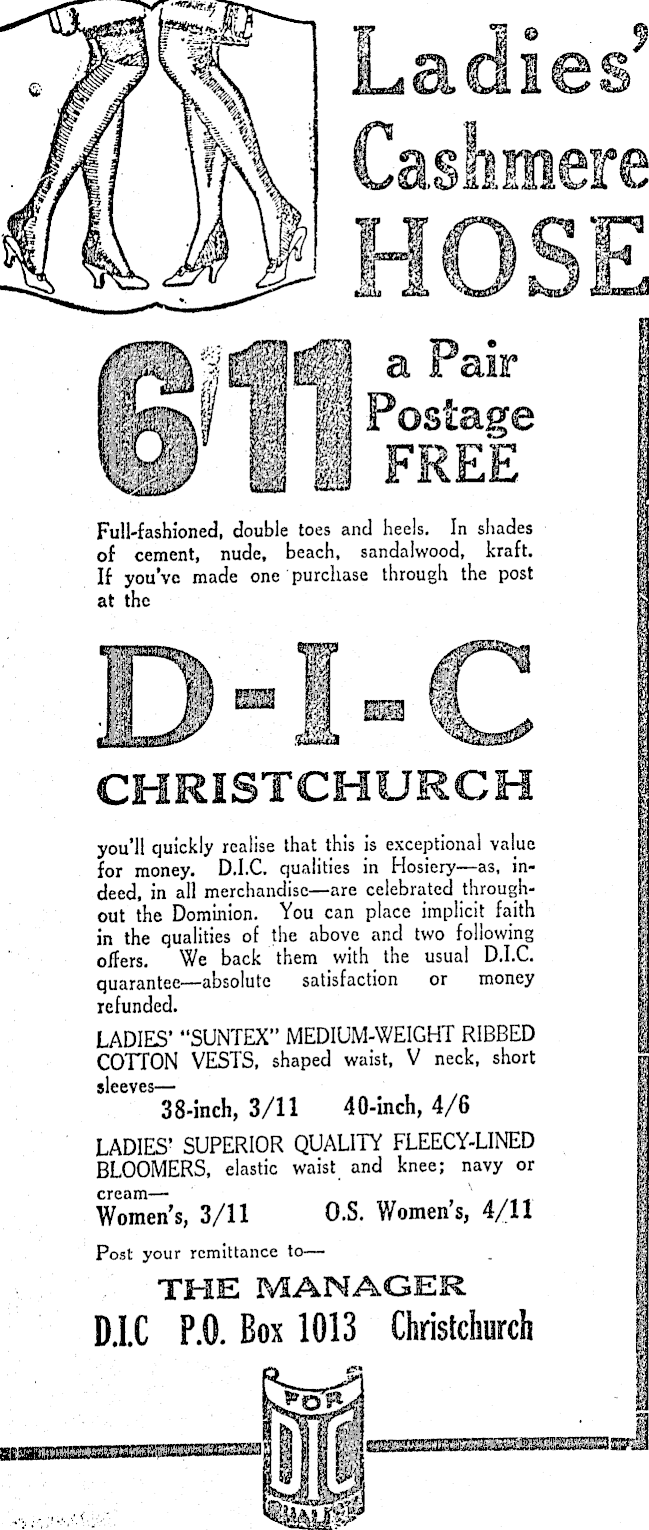 Ladies'
Cashmere
HOSE
6/11
a Pair
Postage
FREE
Full-fashioned, double toes and heels. In shades
of cement, nude, beach, sandalwood, kraft.
If you've made one purchase through the post
at the
D-I-C
CHRISTCHURCH
you'll quickly realise that this is exceptional value
for money. D.I.C. qualities in Hosiery—as, in-
deed, in all merchandise—are celebrated through-
out the Dominion. You can place implicit faith
in the qualities of the above and two following
offers. We back them with the usual D.I.C.
quarantee—absolute satisfaction or money
refunded.
LADIES' "SUNTEX" MEDIUM-WEIGHT RIBBED
COTTON VESTS, shaped waist, V neck, short
sleeves—
38-inch, 3/11 40-inch, 4/6
LADIES' SUPERIOR QUALITY FLEECY-LINED
BLOOMERS, elastic waist and knee; navy or
cream—
Women's, 3/11 O.S. Women's, 4/11
Post your remittance to—
THE MANAGER
D.I.C P.O. Box 1013 Christchurch
FOR
DIC
QUALITY